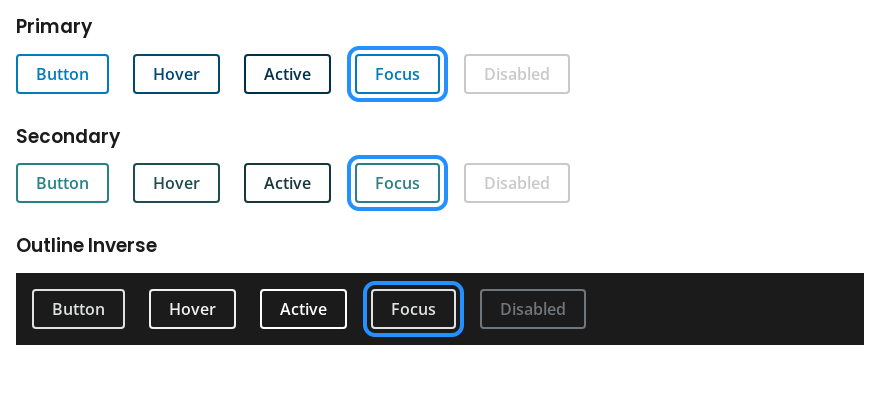 Primary
Button Hover Active Focus Disabled
Secondary
Button Hover Active Focus Disabled
Outline Inverse
Button Hover Active Focus Disabled